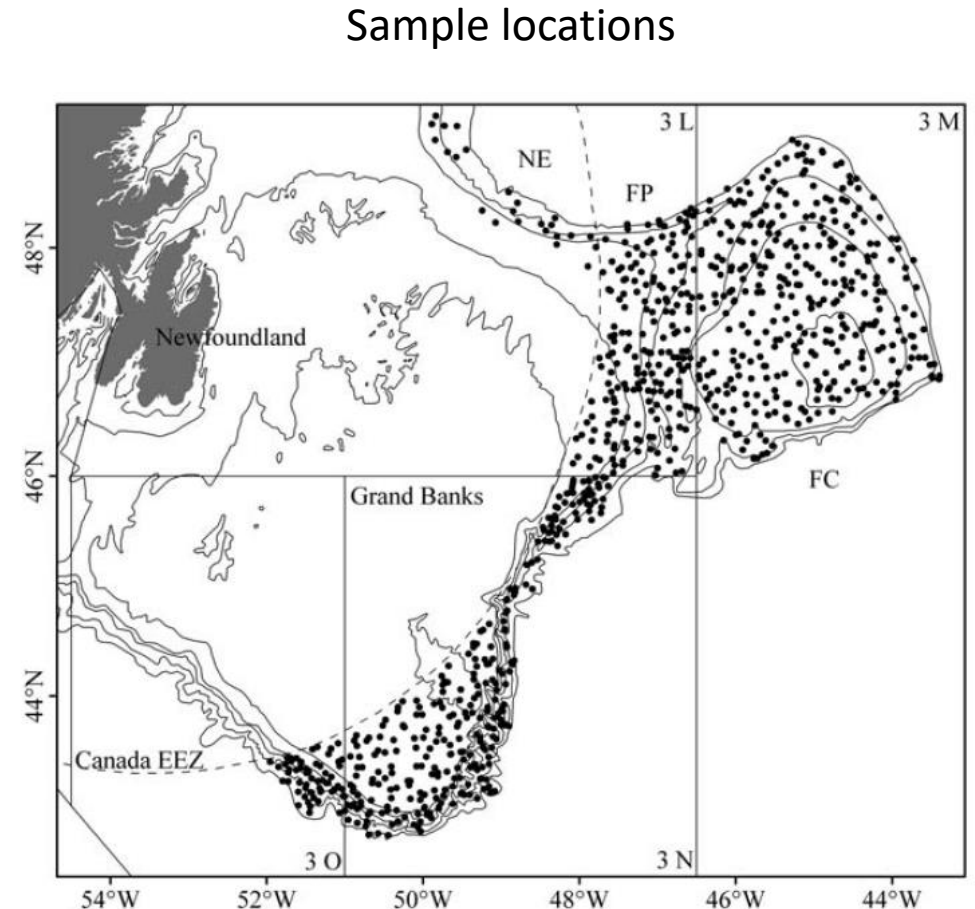 Sample locations
3 L
3 M
NE
FP
48°N
Newfoundland
46°N
FC
Grand Banks
44°N
Canada EEZ
3 O
3 N
54°W
52°W
50°W
48°W
46°W
44°W